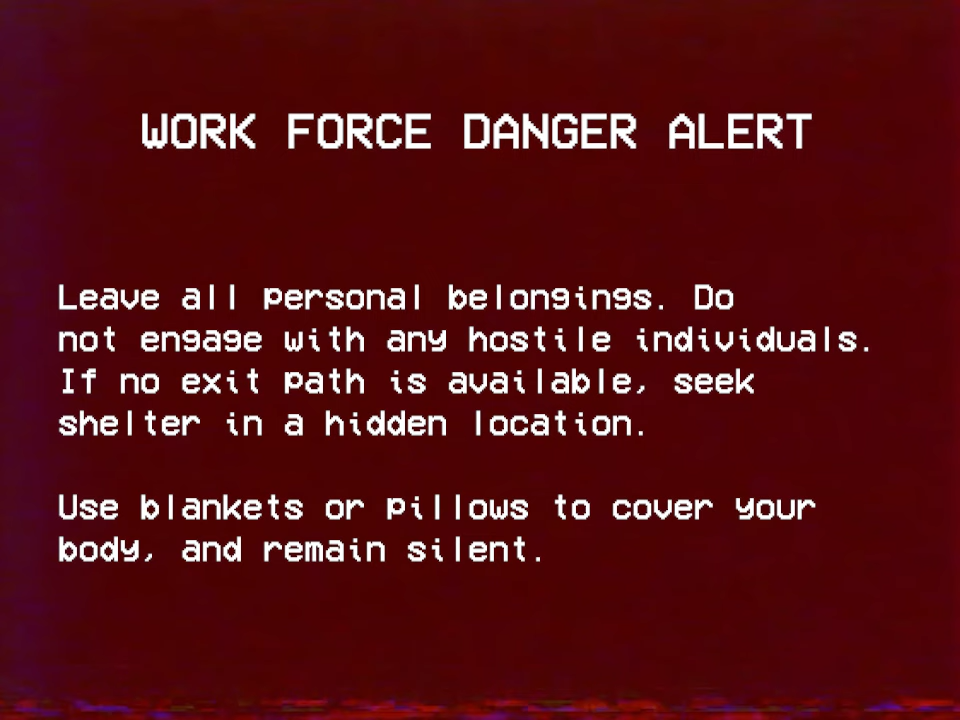 WORK FORCE DANGER ALERT
Leave all personal belongings. Do
not engage with any hostile individuals.
If no exit path is available, seek
shelter in a hidden location.
Use blankets or pillows to cover your
body, and remain silent.